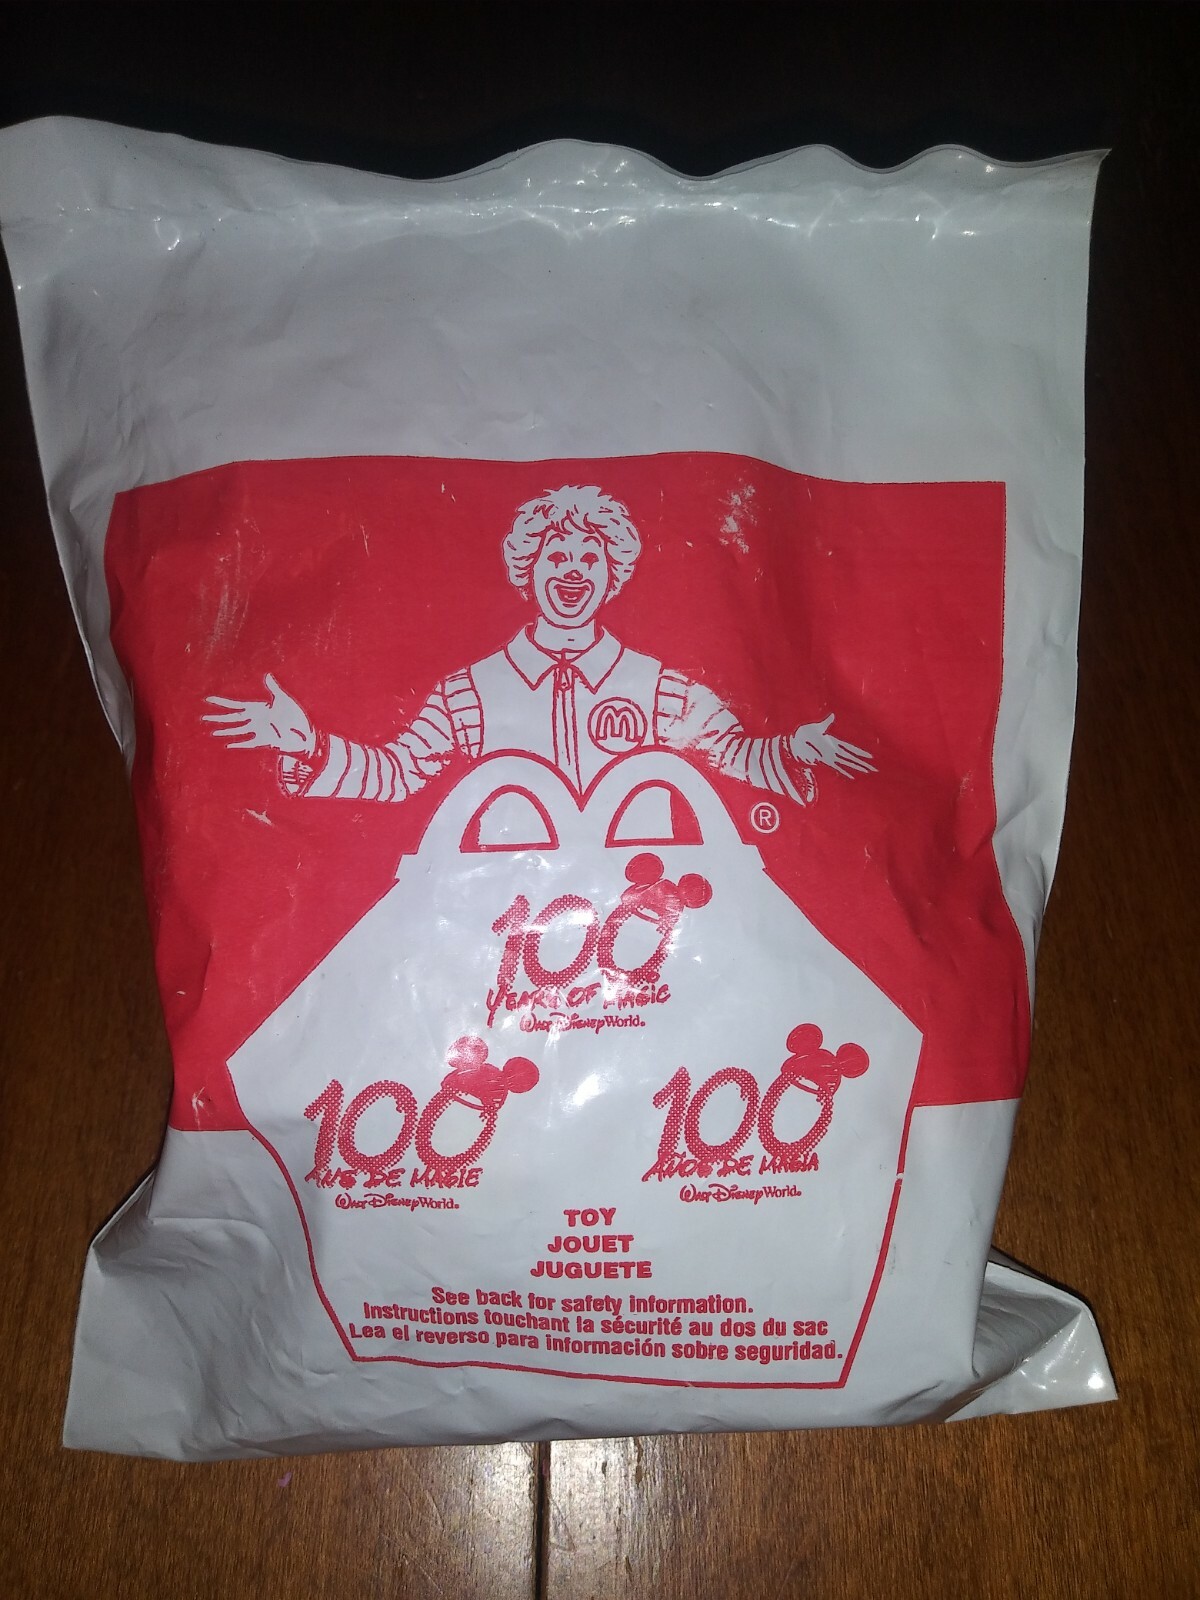 ®
100
YEARS OF MAGIC
Walt Disney World®
100
ANS DE MAGIE
Walt Disney World®
100
AÑOS DE MAGIA
Walt Disney World®
TOY
JOUET
JUGUETE
See back for safety information.
Instructions touchant la sécurité au dos du sac
Lea el reverso para información sobre seguridad.